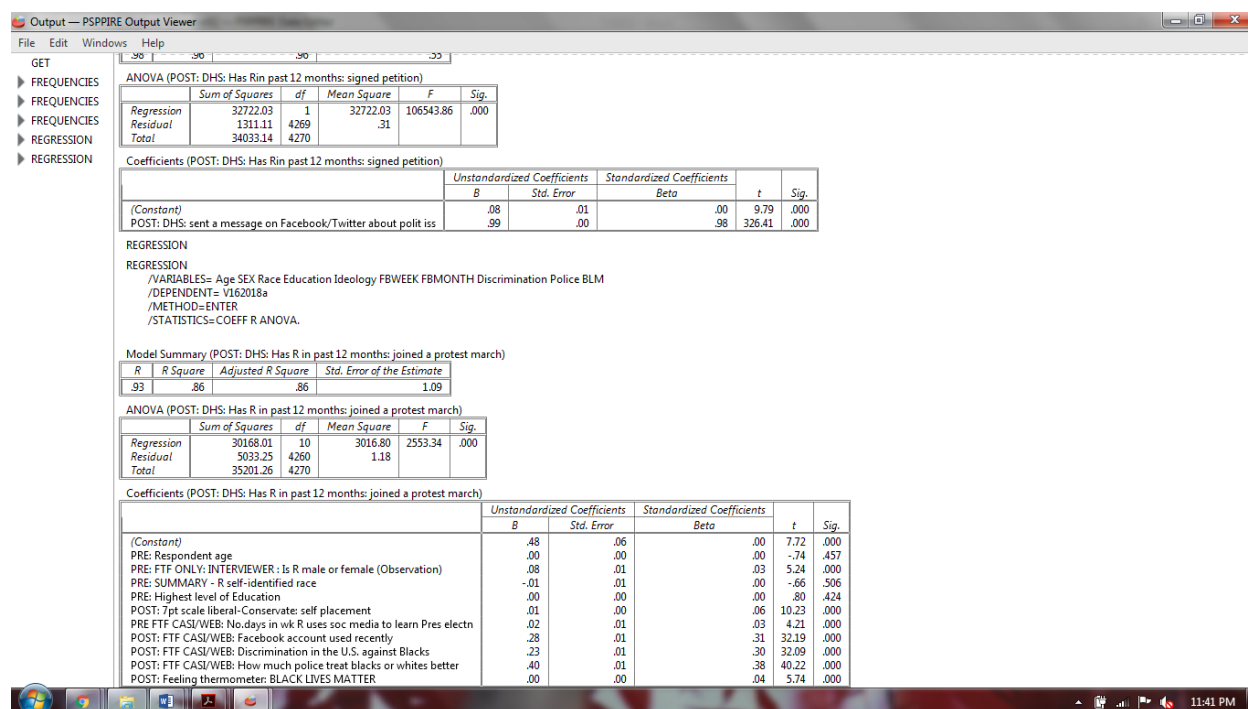 Output — PSPPIRE Output Viewer
File Edit Windows Help
GET
FREQUENCIES
FREQUENCIES
FREQUENCIES
REGRESSION
REGRESSION
.98 .96 .96 .55
ANOVA (POST: DHS: Has Rin past 12 months: signed petition)
Sum of Squares df Mean Square F Sig.
Regression 32722.03 1 32722.03 106543.86 .000
Residual 1311.11 4269 .31
Total 34033.14 4270
Coefficients (POST: DHS: Has Rin past 12 months: signed petition)
Unstandardized Coefficients Standardized Coefficients
B Std. Error Beta t Sig.
(Constant) .08 .01 .00 9.79 .000
POST: DHS: sent a message on Facebook/Twitter about polit iss .99 .00 .98 326.41 .000
REGRESSION
REGRESSION
/VARIABLES= Age SEX Race Education Ideology FBWEEK FBMONTH Discrimination Police BLM
/DEPENDENT= V162018a
/METHOD=ENTER
/STATISTICS=COEFF R ANOVA.
Model Summary (POST: DHS: Has R in past 12 months: joined a protest march)
R R Square Adjusted R Square Std. Error of the Estimate
.93 .86 .86 1.09
ANOVA (POST: DHS: Has R in past 12 months: joined a protest march)
Sum of Squares df Mean Square F Sig.
Regression 30168.01 10 3016.80 2553.34 .000
Residual 5033.25 4260 1.18
Total 35201.26 4270
Coefficients (POST: DHS: Has R in past 12 months: joined a protest march)
Unstandardized Coefficients Standardized Coefficients
B Std. Error Beta t Sig.
(Constant) .48 .06 .00 7.72 .000
PRE: Respondent age .00 .00 .00 -.74 .457
PRE: FTF ONLY: INTERVIEWER : Is R male or female (Observation) .08 .01 .03 5.24 .000
PRE: SUMMARY - R self-identified race -.01 .01 .00 -.66 .506
PRE: Highest level of Education .00 .00 .00 .80 .424
POST: 7pt scale liberal-Conservate: self placement .01 .00 .06 10.23 .000
PRE FTF CASI/WEB: No.days in wk R uses soc media to learn Pres electn .02 .01 .03 4.21 .000
POST: FTF CASI/WEB: Facebook account used recently .28 .01 .31 32.19 .000
POST: FTF CASI/WEB: Discrimination in the U.S. against Blacks .23 .01 .30 32.09 .000
POST: FTF CASI/WEB: How much police treat blacks or whites better .40 .01 .38 40.22 .000
POST: Feeling thermometer: BLACK LIVES MATTER .00 .00 .04 5.74 .000
11:41 PM